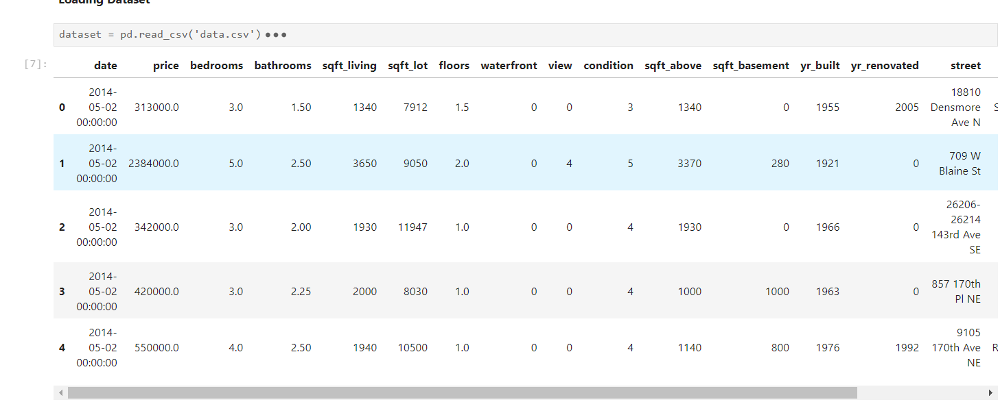 Loading Dataset
dataset = pd.read_csv('data.csv') •••
[7]:
date price bedrooms bathrooms sqft_living sqft_lot floors waterfront view condition sqft_above sqft_basement yr_built yr_renovated street
2014-
18810
0 05-02 313000.0 3.0 1.50 1340 7912 1.5 0 0 3 1340 0 1955 2005 Densmore S
00:00:00 Ave N
2014-
709 W
1 05-02 2384000.0 5.0 2.50 3650 9050 2.0 0 4 5 3370 280 1921 0
Blaine St
00:00:00
26206-
2014-
26214
2 05-02 342000.0 3.0 2.00 1930 11947 1.0 0 0 4 1930 0 1966 0
143rd Ave
00:00:00
SE
2014-
857 170th
3 05-02 420000.0 3.0 2.25 2000 8030 1.0 0 0 4 1000 1000 1963 0
Pl NE
00:00:00
2014-
9105
4 05-02 550000.0 4.0 2.50 1940 10500 1.0 0 0 4 1140 800 1976 1992 170th Ave R
00:00:00 NE